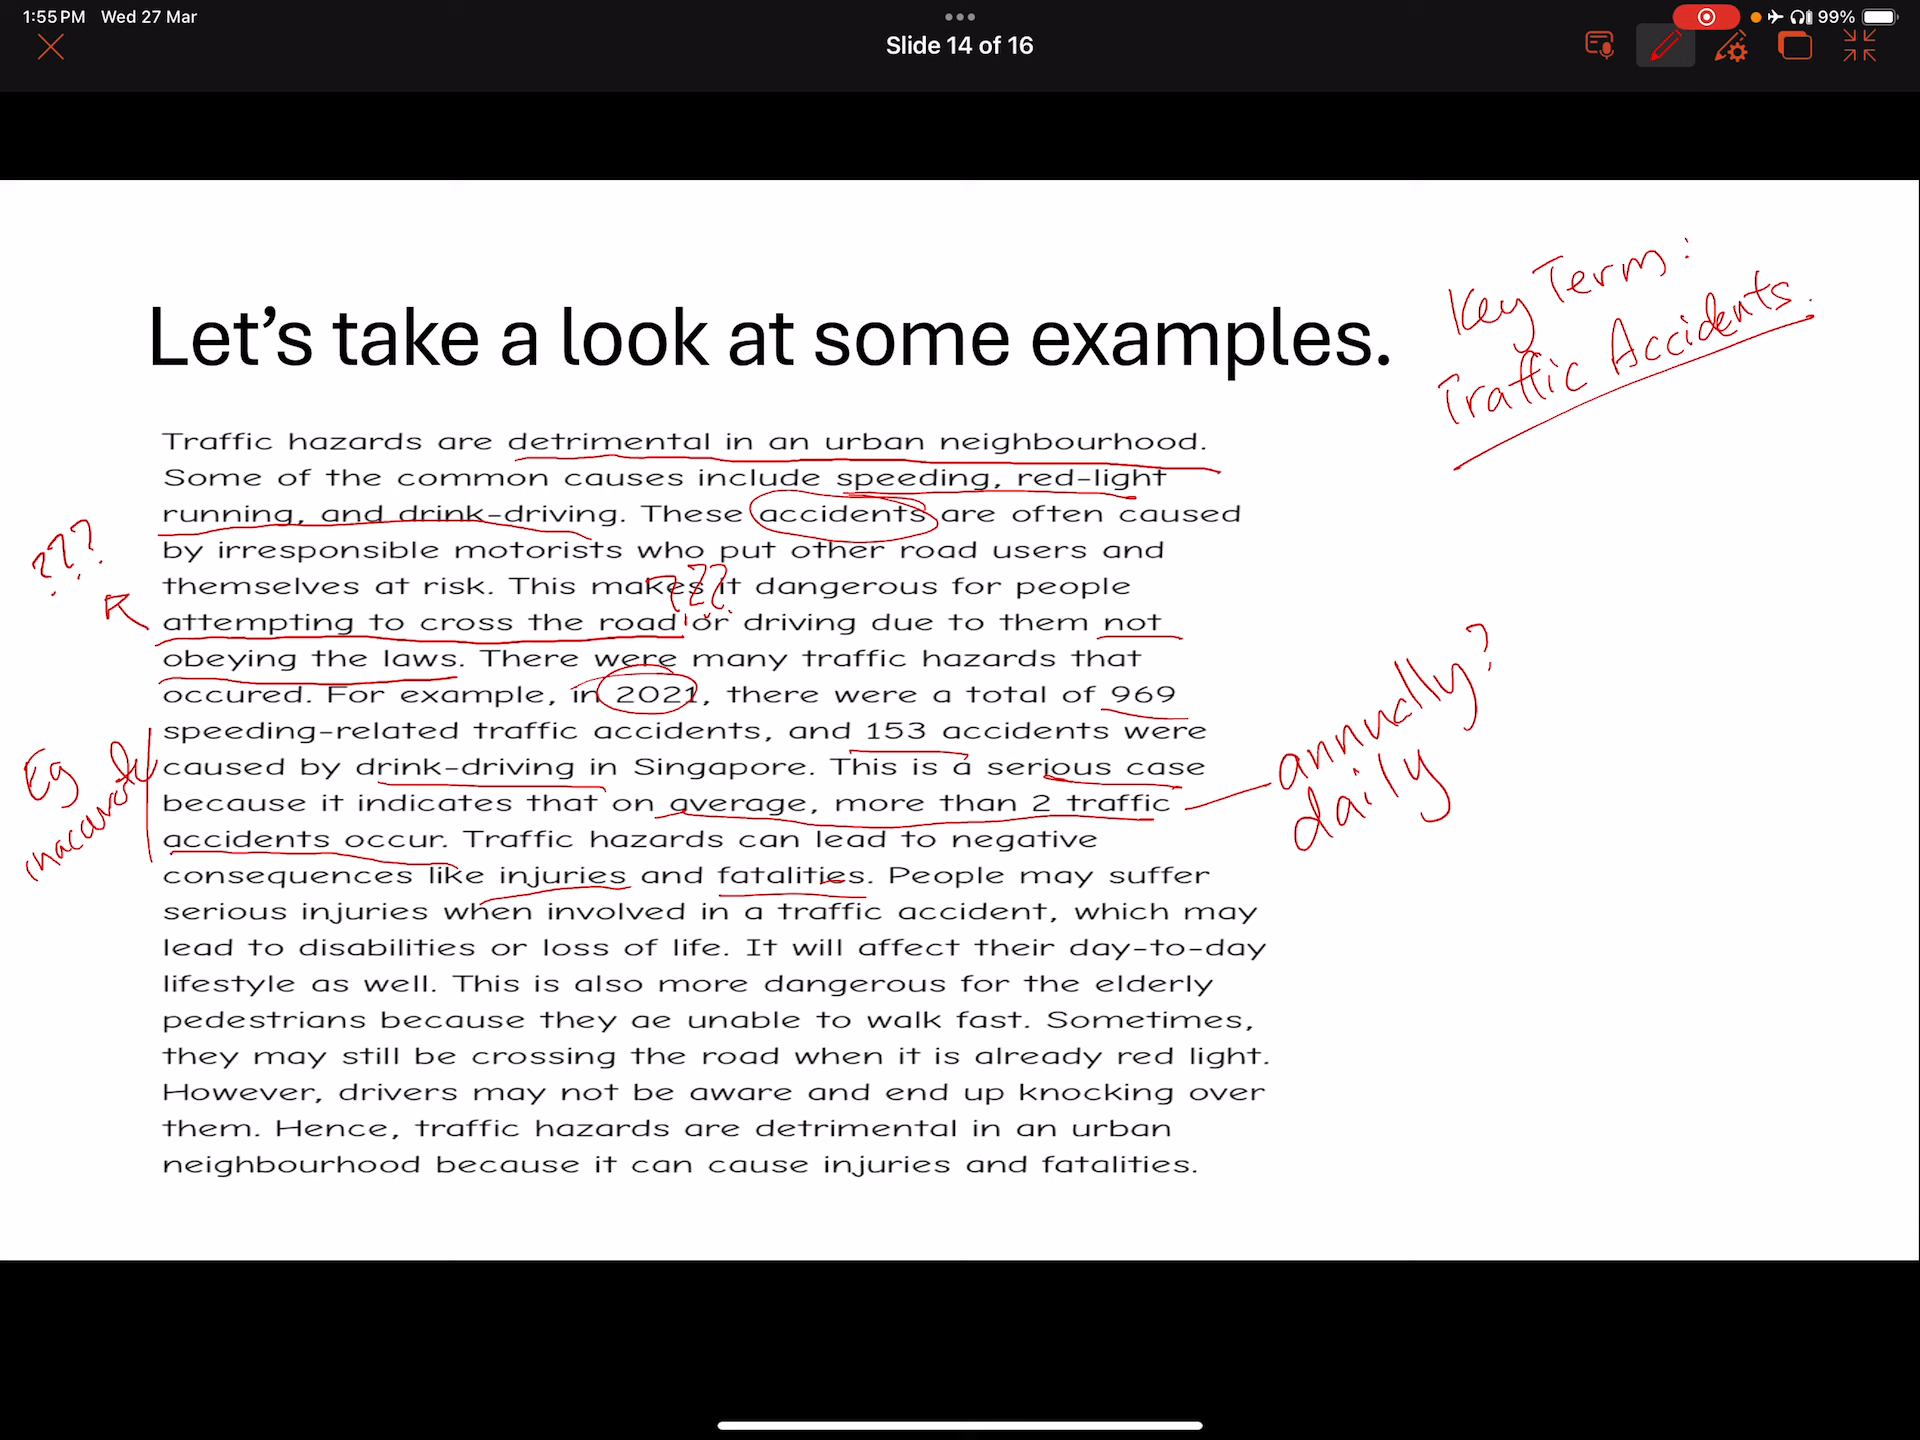 1:55 PM Wed 27 Mar
99%
Slide 14 of 16
Key Term:
Traffic Accidents.
Let's take a look at some examples.
Traffic hazards are detrimental in an urban neighbourhood.
Some of the common causes include speeding, red-light
running, and drink-driving. These accidents are often caused
by irresponsible motorists who put other road users and
???
themselves at risk. This makes it dangerous for people
???
attempting to cross the road or driving due to them not
obeying the laws. There were many traffic hazards that
occured. For example, in 2021, there were a total of 969
annually?
speeding-related traffic accidents, and 153 accidents were
Eg
caused by drink-driving in Singapore. This is a serious case
daily
because it indicates that on average, more than 2 traffic
accidents occur. Traffic hazards can lead to negative
consequences like injuries and fatalities. People may suffer
serious injuries when involved in a traffic accident, which may
lead to disabilities or loss of life. It will affect their day-to-day
lifestyle as well. This is also more dangerous for the elderly
pedestrians because they ae unable to walk fast. Sometimes,
they may still be crossing the road when it is already red light.
However, drivers may not be aware and end up knocking over
them. Hence, traffic hazards are detrimental in an urban
neighbourhood because it can cause injuries and fatalities.